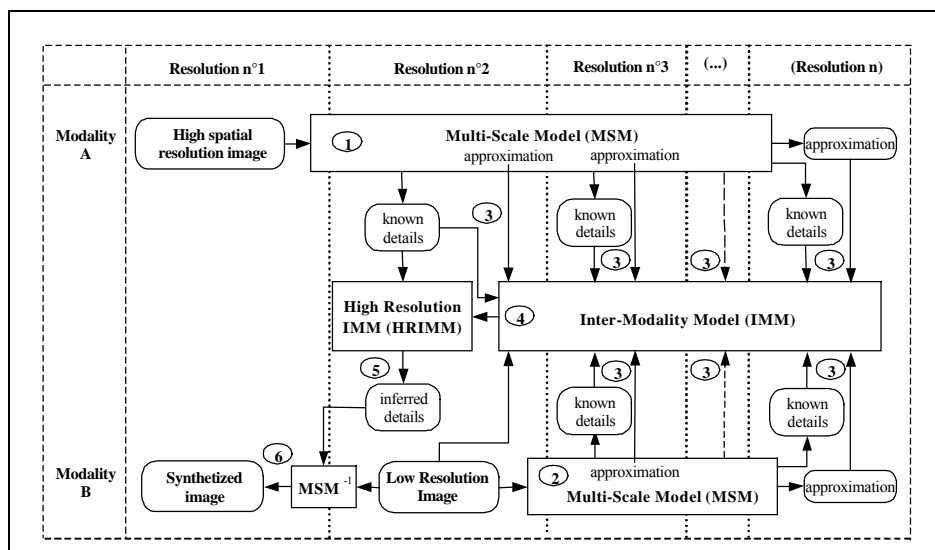 Resolution n°1 Resolution n°2 Resolution n°3 (...) (Resolution n)
Modality
A
High spatial
resolution image
1
Multi-Scale Model (MSM)
approximation approximation
approximation
known
details
3
known
details
3
3
known
details
3
High Resolution
IMM (HRIMM)
4
Inter-Modality Model (IMM)
5
inferred
details
3
known
details
3
3
known
details
6
Modality
B
Synthetized
image
MSM -1
Low Resolution
Image
2
approximation
Multi-Scale Model (MSM)
approximation